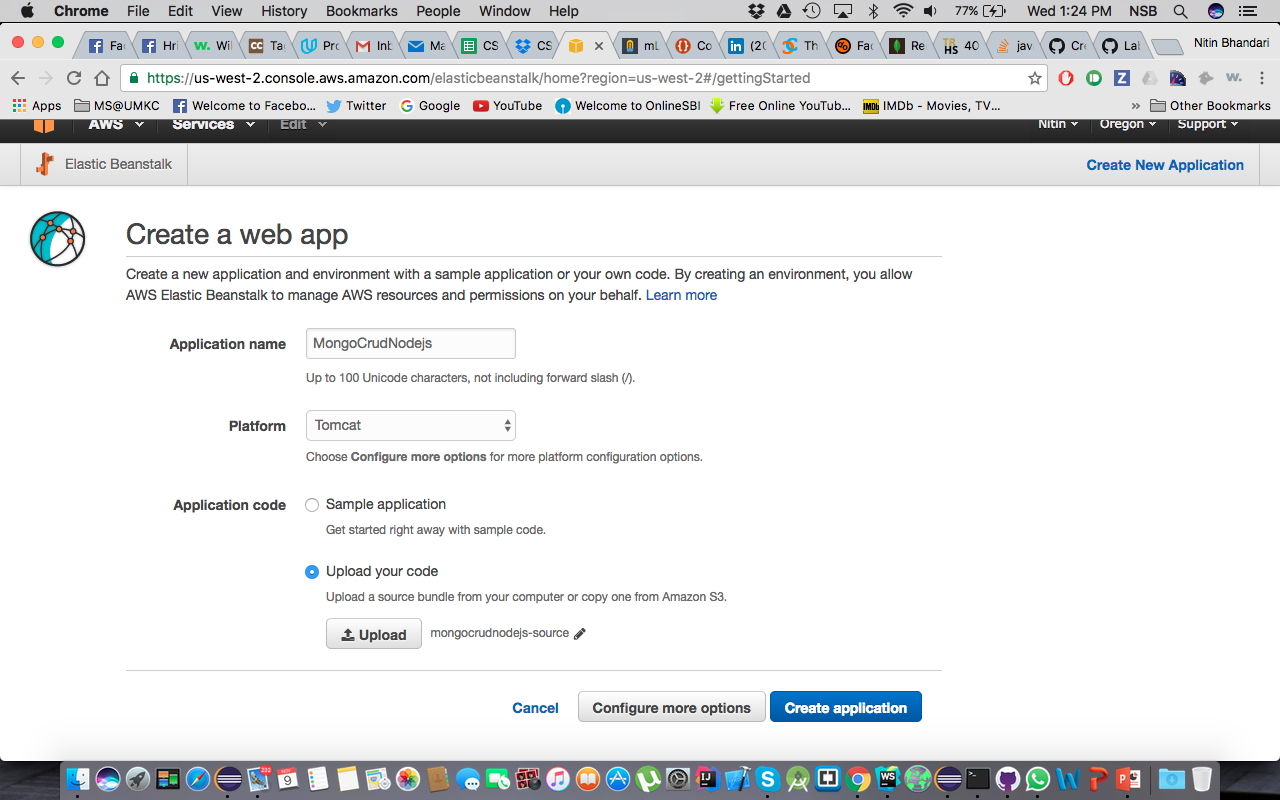 Chrome File Edit View History Bookmarks People Window Help 77% Wed 1:24 PM NSB
Fa Hri w. Wi CC Ta Pro Int Ma CS CS mL Co in (2 Th Fac Re TR HS 40 jav Cre Lal Nitin Bhandari
https://us-west-2.console.aws.amazon.com/elasticbeanstalk/home?region=us-west-2#/gettingStarted Z w.
Apps MS@UMKC Welcome to Facebo... Twitter Google YouTube Welcome to OnlineSBI Free Online YouTub... IMDb IMDb - Movies, TV... » Other Bookmarks
AWS Services Edit Nitin Oregon Support
Elastic Beanstalk Create New Application
Create a web app
Create a new application and environment with a sample application or your own code. By creating an environment, you allow
AWS Elastic Beanstalk to manage AWS resources and permissions on your behalf. Learn more
Application name MongoCrudNodejs
Up to 100 Unicode characters, not including forward slash (/).
Platform Tomcat
Choose Configure more options for more platform configuration options.
Application code Sample application
Get started right away with sample code.
Upload your code
Upload a source bundle from your computer or copy one from Amazon S3.
Upload mongocrudnodejs-source
Cancel Configure more options Create application